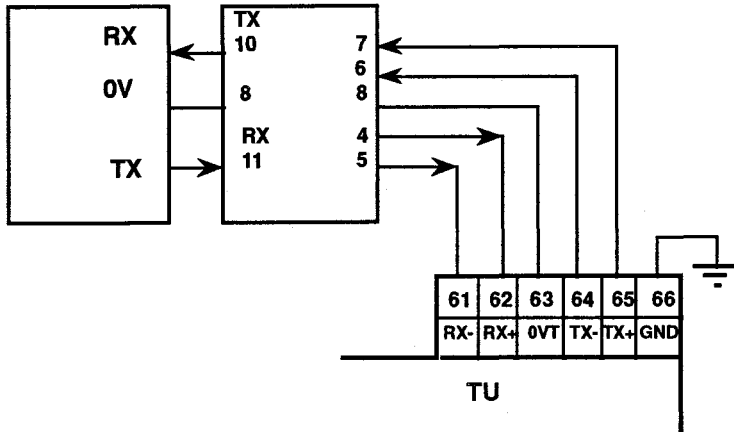 RX
0V
TX
TX
10
8
RX
11
7
6
8
4
5
61 62 63 64 65 66
RX- RX+ 0VT TX- TX+ GND
TU